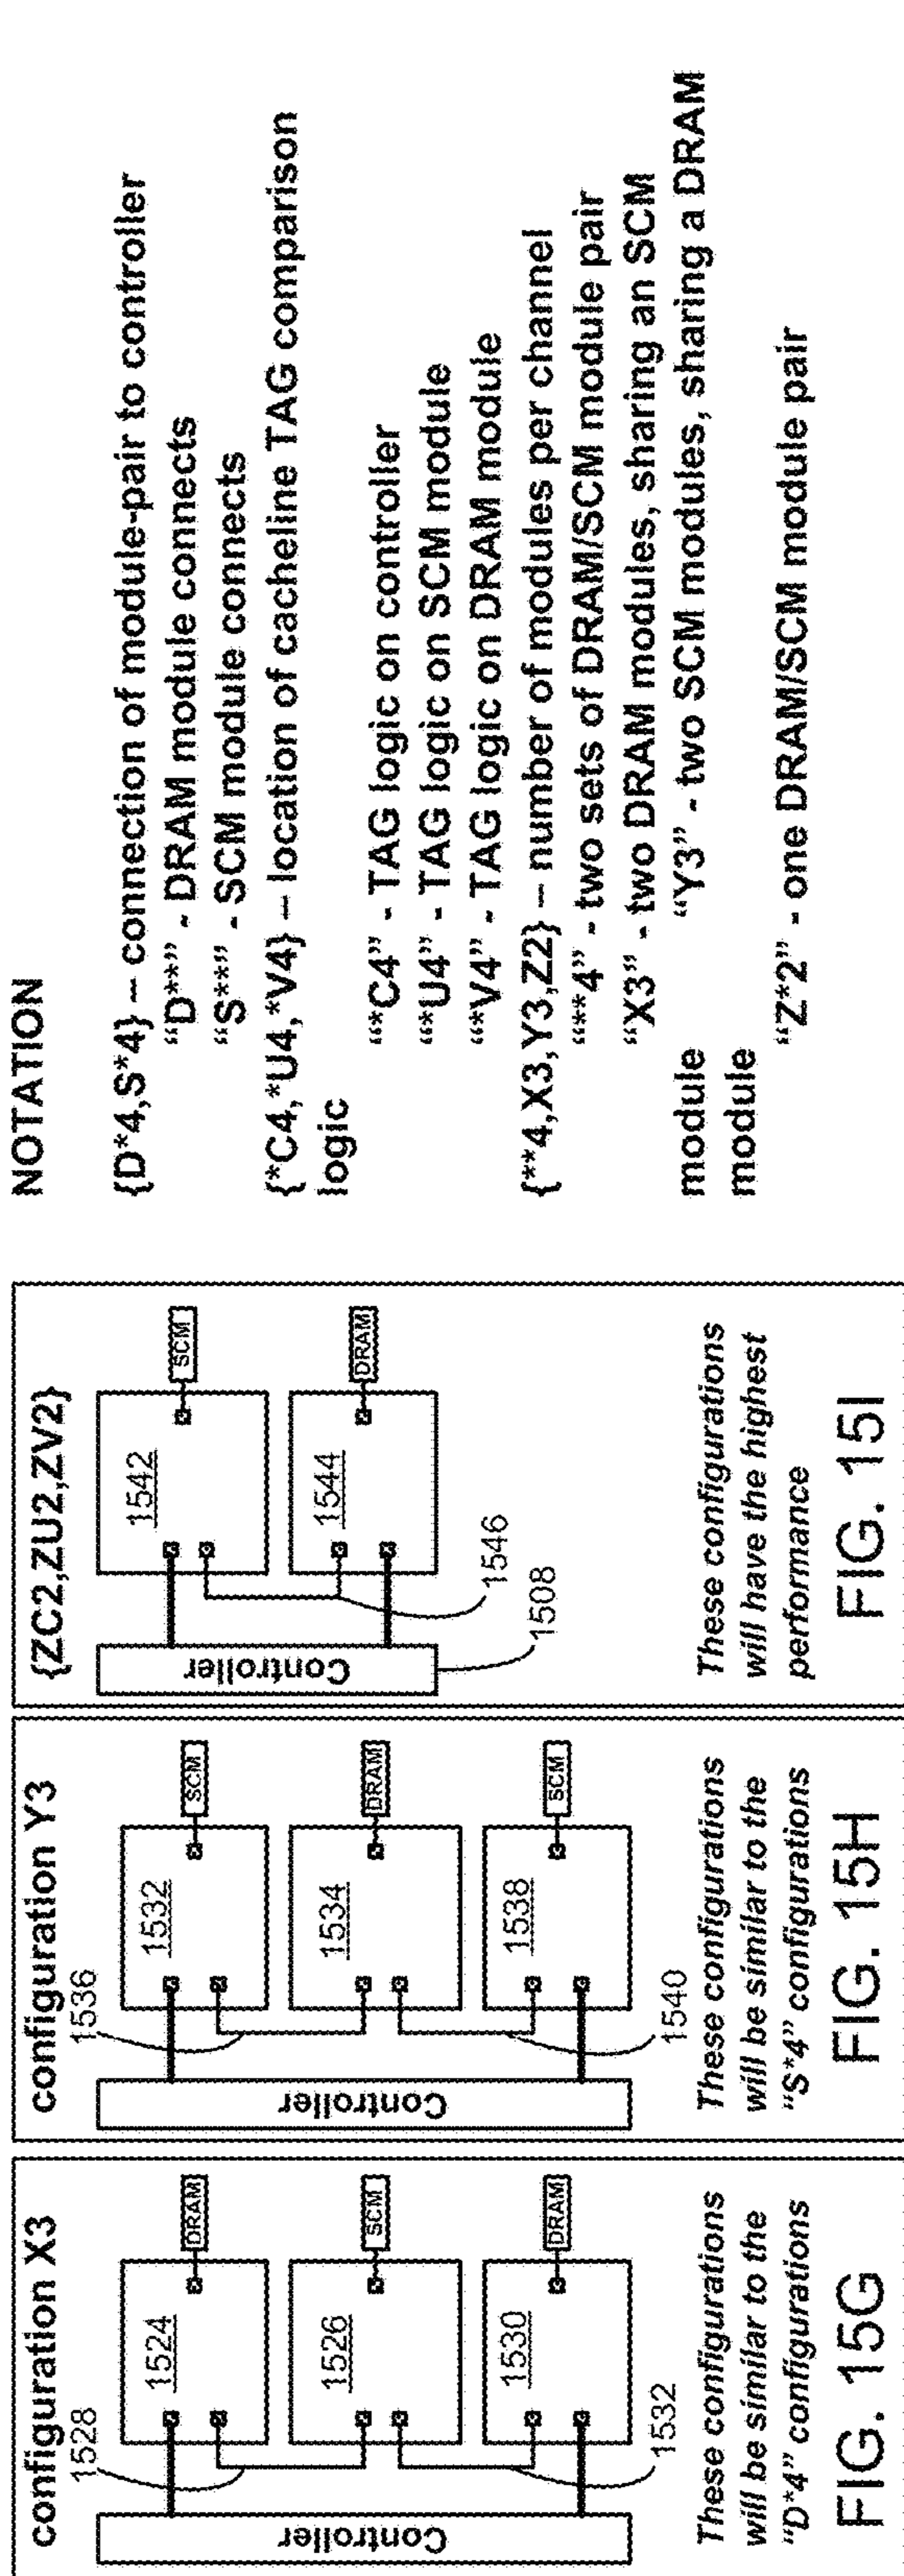 configuration X3
1528
Controller
1524
DRAM
1526
SCM
1530
DRAM
1532
These configurations
will be similar to the
"D*4" configurations
FIG. 15G
configuration Y3
1536
Controller
1532
SCM
1534
DRAM
1538
SCM
1540
These configurations
will be similar to the
"S*4" configurations
FIG. 15H
{ZC2,ZU2,ZV2}
Controller
1542
SCM
1544
DRAM
1546
1508
These configurations
will have the highest
performance
FIG. 15I
NOTATION
{D*4,S*4} – connection of module-pair to controller
“D**” - DRAM module connects
“S**” - SCM module connects
{*C4,*U4,*V4} – location of cacheline TAG comparison
logic
“*C4” - TAG logic on controller
“*U4” - TAG logic on SCM module
“*V4” - TAG logic on DRAM module
{**4,X3,Y3,Z2} – number of modules per channel
“**4” - two sets of DRAM/SCM module pair
“X3” - two DRAM modules, sharing an SCM
module “Y3” - two SCM modules, sharing a DRAM
module
“Z*2” - one DRAM/SCM module pair